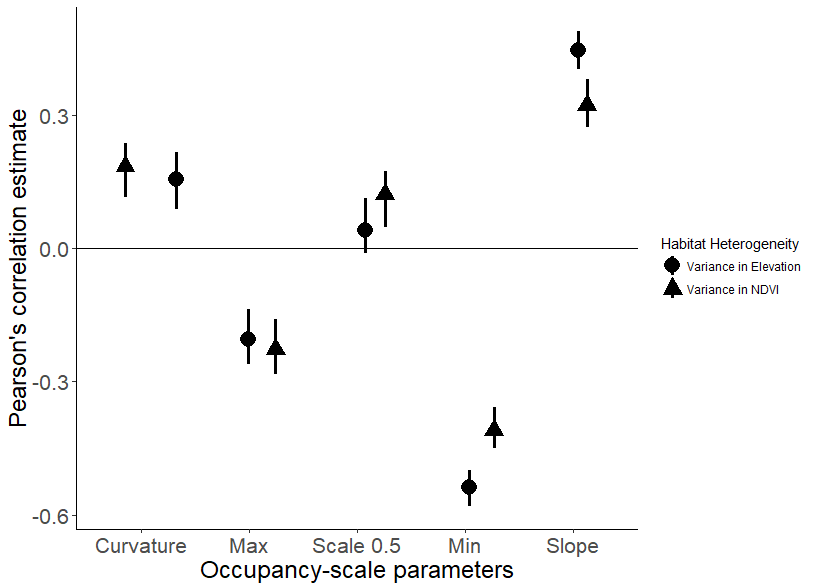 Pearson's correlation estimate
0.3
0.0
-0.3
-0.6
Curvature Max Scale 0.5 Min Slope
Occupancy-scale parameters
Habitat Heterogeneity
Variance in Elevation
Variance in NDVI